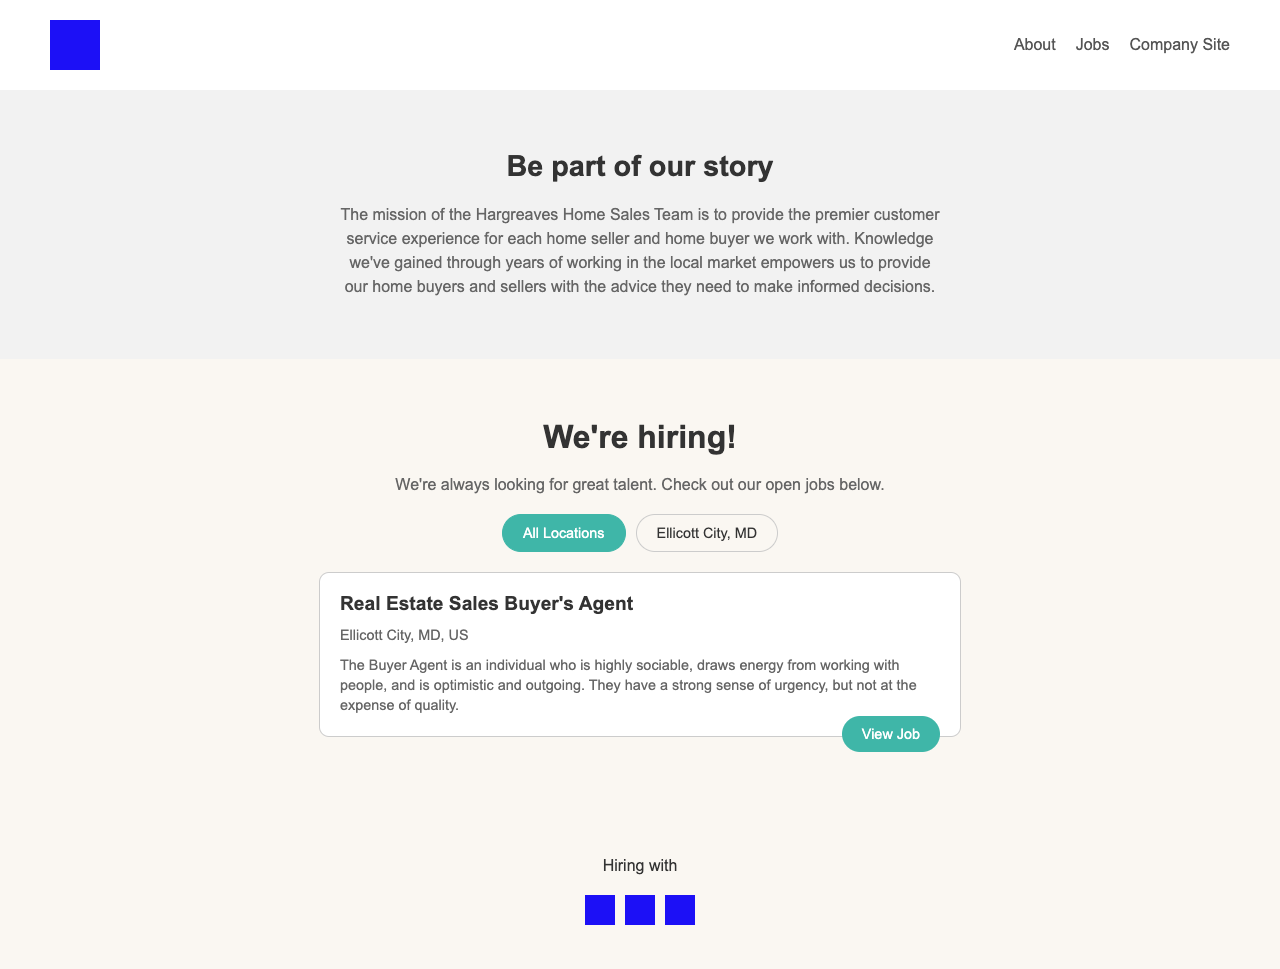 About Jobs Company Site
Be part of our story
The mission of the Hargreaves Home Sales Team is to provide the premier customer
service experience for each home seller and home buyer we work with. Knowledge
we've gained through years of working in the local market empowers us to provide
our home buyers and sellers with the advice they need to make informed decisions.
We're hiring!
We're always looking for great talent. Check out our open jobs below.
All Locations Ellicott City, MD
Real Estate Sales Buyer's Agent
Ellicott City, MD, US
The Buyer Agent is an individual who is highly sociable, draws energy from working with
people, and is optimistic and outgoing. They have a strong sense of urgency, but not at the
expense of quality.
View Job
Hiring with